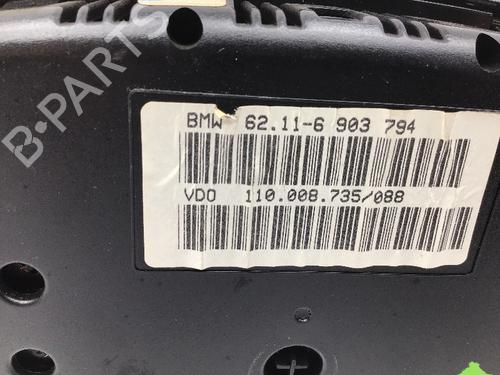 BMW 62.11-6 903 794
VDO 110.008.735/088
B-PARTS